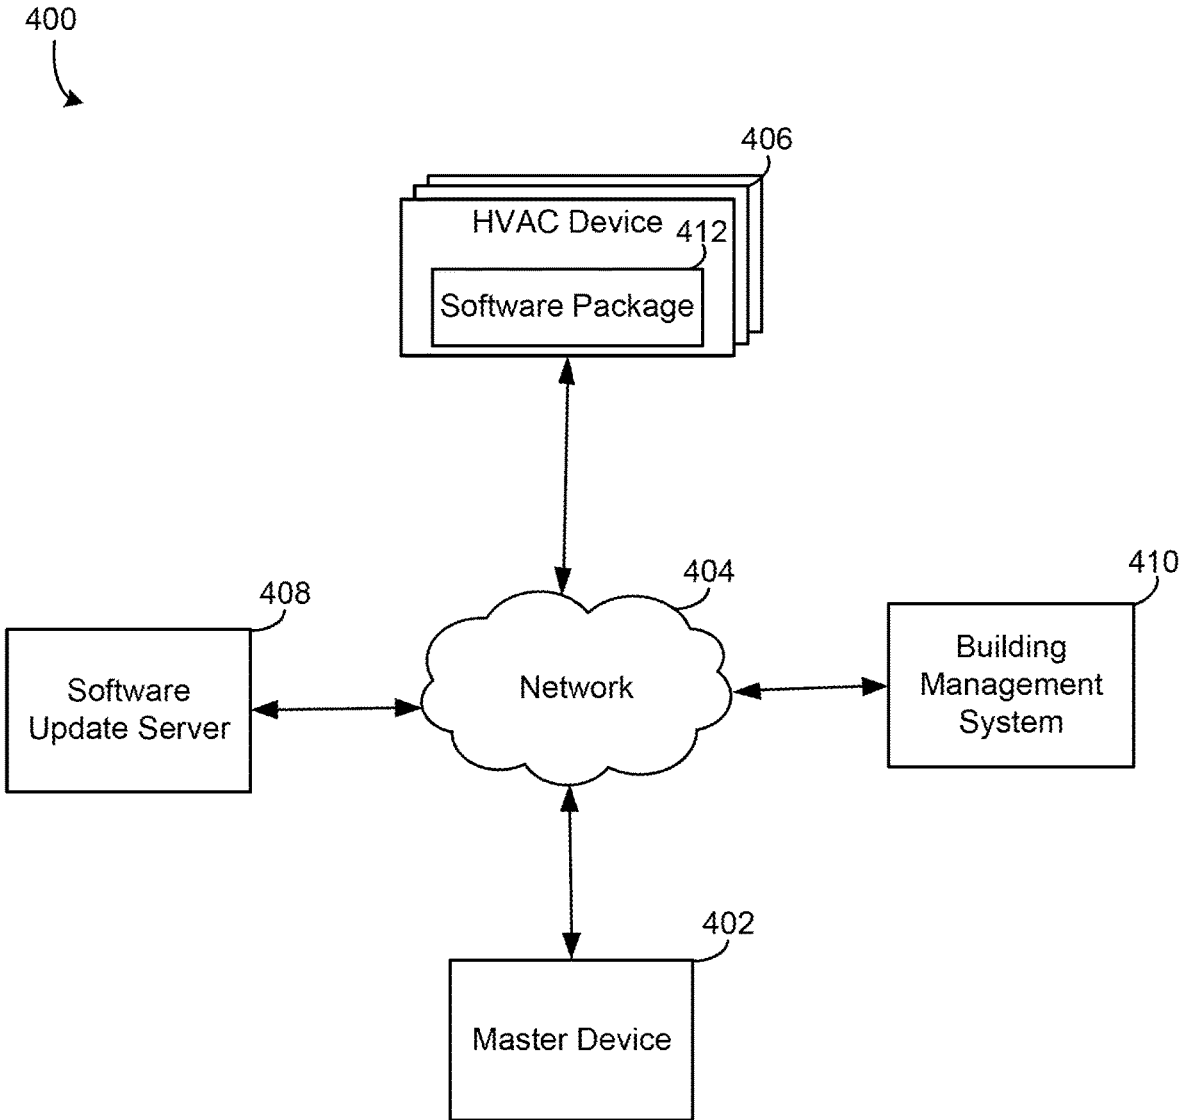 400
406
HVAC Device
412
Software Package
404
410
408
Building
Management
System
Software
Update Server
Network
402
Master Device